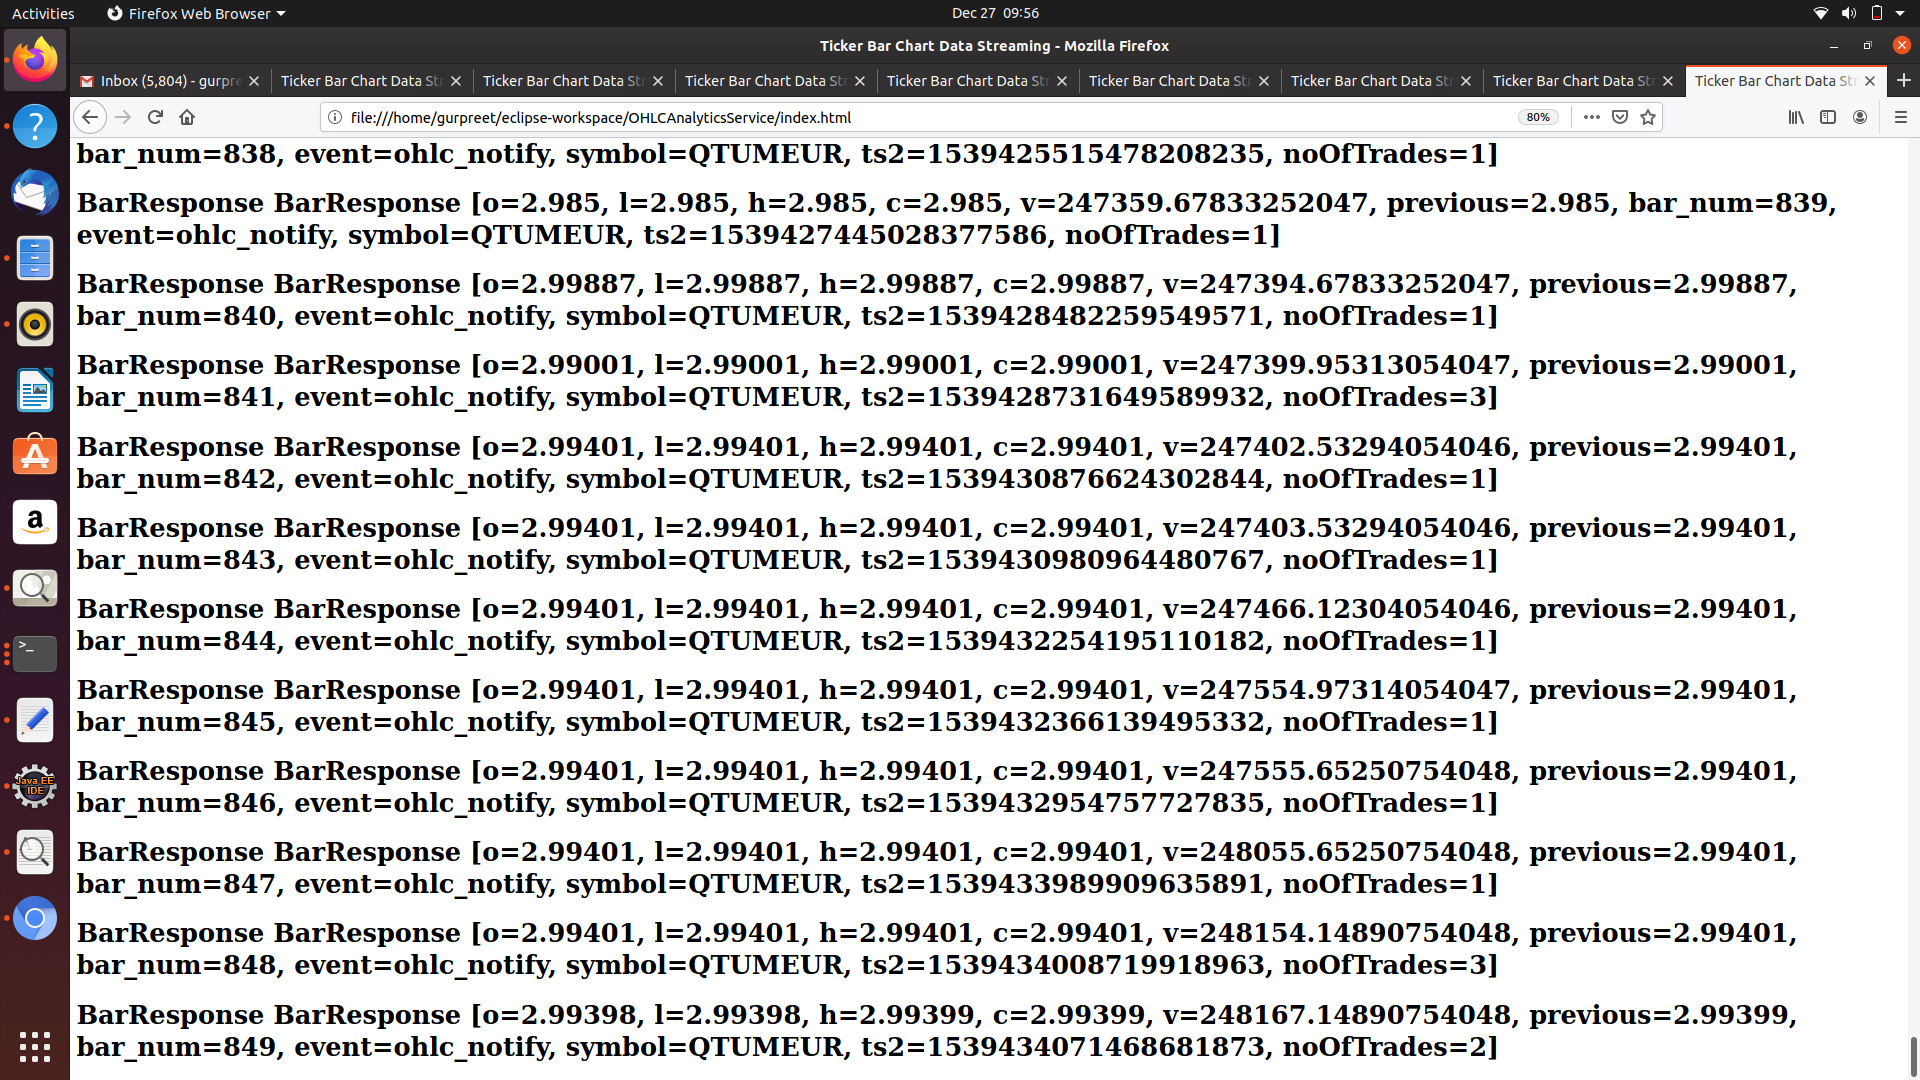 Activities
Firefox Web Browser
Dec 27 09:56
Ticker Bar Chart Data Streaming - Mozilla Firefox
Inbox (5,804) - gurpre
Ticker Bar Chart Data Str
Ticker Bar Chart Data Str
Ticker Bar Chart Data Str
Ticker Bar Chart Data Str
Ticker Bar Chart Data Str
Ticker Bar Chart Data Str
Ticker Bar Chart Data Str
Ticker Bar Chart Data Str
file:///home/gurpreet/eclipse-workspace/OHLCAnalyticsService/index.html
80%
bar_num=838, event=ohlc_notify, symbol=QTUMEUR, ts2=1539425515478208235, noOfTrades=1]
BarResponse BarResponse [o=2.985, l=2.985, h=2.985, c=2.985, v=247359.67833252047, previous=2.985, bar_num=839,
event=ohlc_notify, symbol=QTUMEUR, ts2=1539427445028377586, noOfTrades=1]
BarResponse BarResponse [o=2.99887, l=2.99887, h=2.99887, c=2.99887, v=247394.67833252047, previous=2.99887,
bar_num=840, event=ohlc_notify, symbol=QTUMEUR, ts2=1539428482259549571, noOfTrades=1]
BarResponse BarResponse [o=2.99001, l=2.99001, h=2.99001, c=2.99001, v=247399.95313054047, previous=2.99001,
bar_num=841, event=ohlc_notify, symbol=QTUMEUR, ts2=1539428731649589932, noOfTrades=3]
BarResponse BarResponse [o=2.99401, l=2.99401, h=2.99401, c=2.99401, v=247402.53294054046, previous=2.99401,
bar_num=842, event=ohlc_notify, symbol=QTUMEUR, ts2=1539430876624302844, noOfTrades=1]
BarResponse BarResponse [o=2.99401, l=2.99401, h=2.99401, c=2.99401, v=247403.53294054046, previous=2.99401,
bar_num=843, event=ohlc_notify, symbol=QTUMEUR, ts2=1539430980964480767, noOfTrades=1]
BarResponse BarResponse [o=2.99401, l=2.99401, h=2.99401, c=2.99401, v=247466.12304054046, previous=2.99401,
bar_num=844, event=ohlc_notify, symbol=QTUMEUR, ts2=1539432254195110182, noOfTrades=1]
BarResponse BarResponse [o=2.99401, l=2.99401, h=2.99401, c=2.99401, v=247554.97314054047, previous=2.99401,
bar_num=845, event=ohlc_notify, symbol=QTUMEUR, ts2=1539432366139495332, noOfTrades=1]
BarResponse BarResponse [o=2.99401, l=2.99401, h=2.99401, c=2.99401, v=247555.65250754048, previous=2.99401,
bar_num=846, event=ohlc_notify, symbol=QTUMEUR, ts2=1539432954757727835, noOfTrades=1]
BarResponse BarResponse [o=2.99401, l=2.99401, h=2.99401, c=2.99401, v=248055.65250754048, previous=2.99401,
bar_num=847, event=ohlc_notify, symbol=QTUMEUR, ts2=1539433989909635891, noOfTrades=1]
BarResponse BarResponse [o=2.99401, l=2.99401, h=2.99401, c=2.99401, v=248154.14890754048, previous=2.99401,
bar_num=848, event=ohlc_notify, symbol=QTUMEUR, ts2=1539434008719918963, noOfTrades=3]
BarResponse BarResponse [o=2.99398, l=2.99398, h=2.99399, c=2.99399, v=248167.14890754048, previous=2.99399,
bar_num=849, event=ohlc_notify, symbol=QTUMEUR, ts2=1539434071468681873, noOfTrades=2]
Java EE
IDE